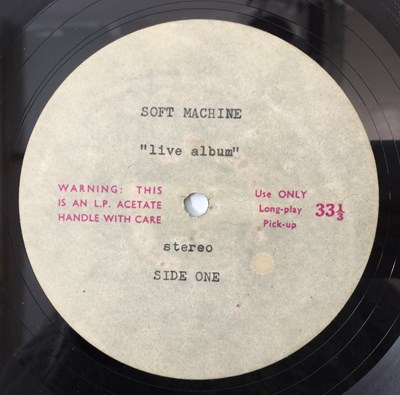 SOFT MACHINE
"live album"
WARNING: THIS
IS AN L.P. ACETATE
HANDLE WITH CARE
Use ONLY
Long-play
Pick-up
33⅓
stereo
SIDE ONE